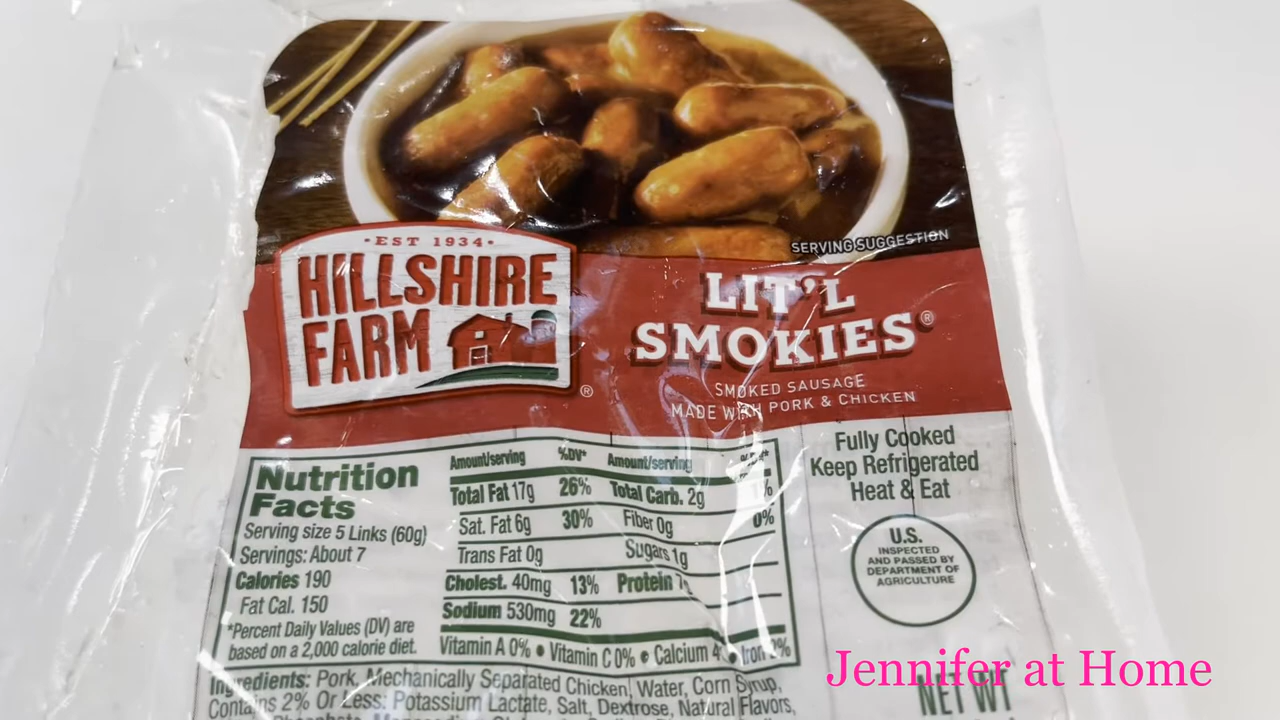 SERVING SUGGESTION
·EST 1934·
HILLSHIRE
FARM®
LIT'L
SMOKIES®
SMOKED SAUSAGE
MADE WITH PORK & CHICKEN
Nutrition
Facts
Serving size 5 Links (60g)
Servings: About 7
Calories 190
Fat Cal. 150
*Percent Daily Values (DV) are
based on a 2,000 calorie diet.
Amount/serving %DV* Amount/serving
Total Fat 17g 26% Total Carb. 2g 1%
Sat. Fat 6g 30% Fiber 0g 0%
Trans Fat 0g Sugars 1g
Cholest. 40mg 13% Protein
Sodium 530mg 22%
Vitamin A 0% • Vitamin C 0% • Calcium • Iron
Fully Cooked
Keep Refrigerated
Heat & Eat
U.S.
INSPECTED
AND PASSED BY
DEPARTMENT OF
AGRICULTURE
Ingredients: Pork, Mechanically Separated Chicken, Water, Corn Syrup,
Contains 2% Or Less: Potassium Lactate, Salt, Dextrose, Natural Flavors,
NET WT
Jennifer at Home